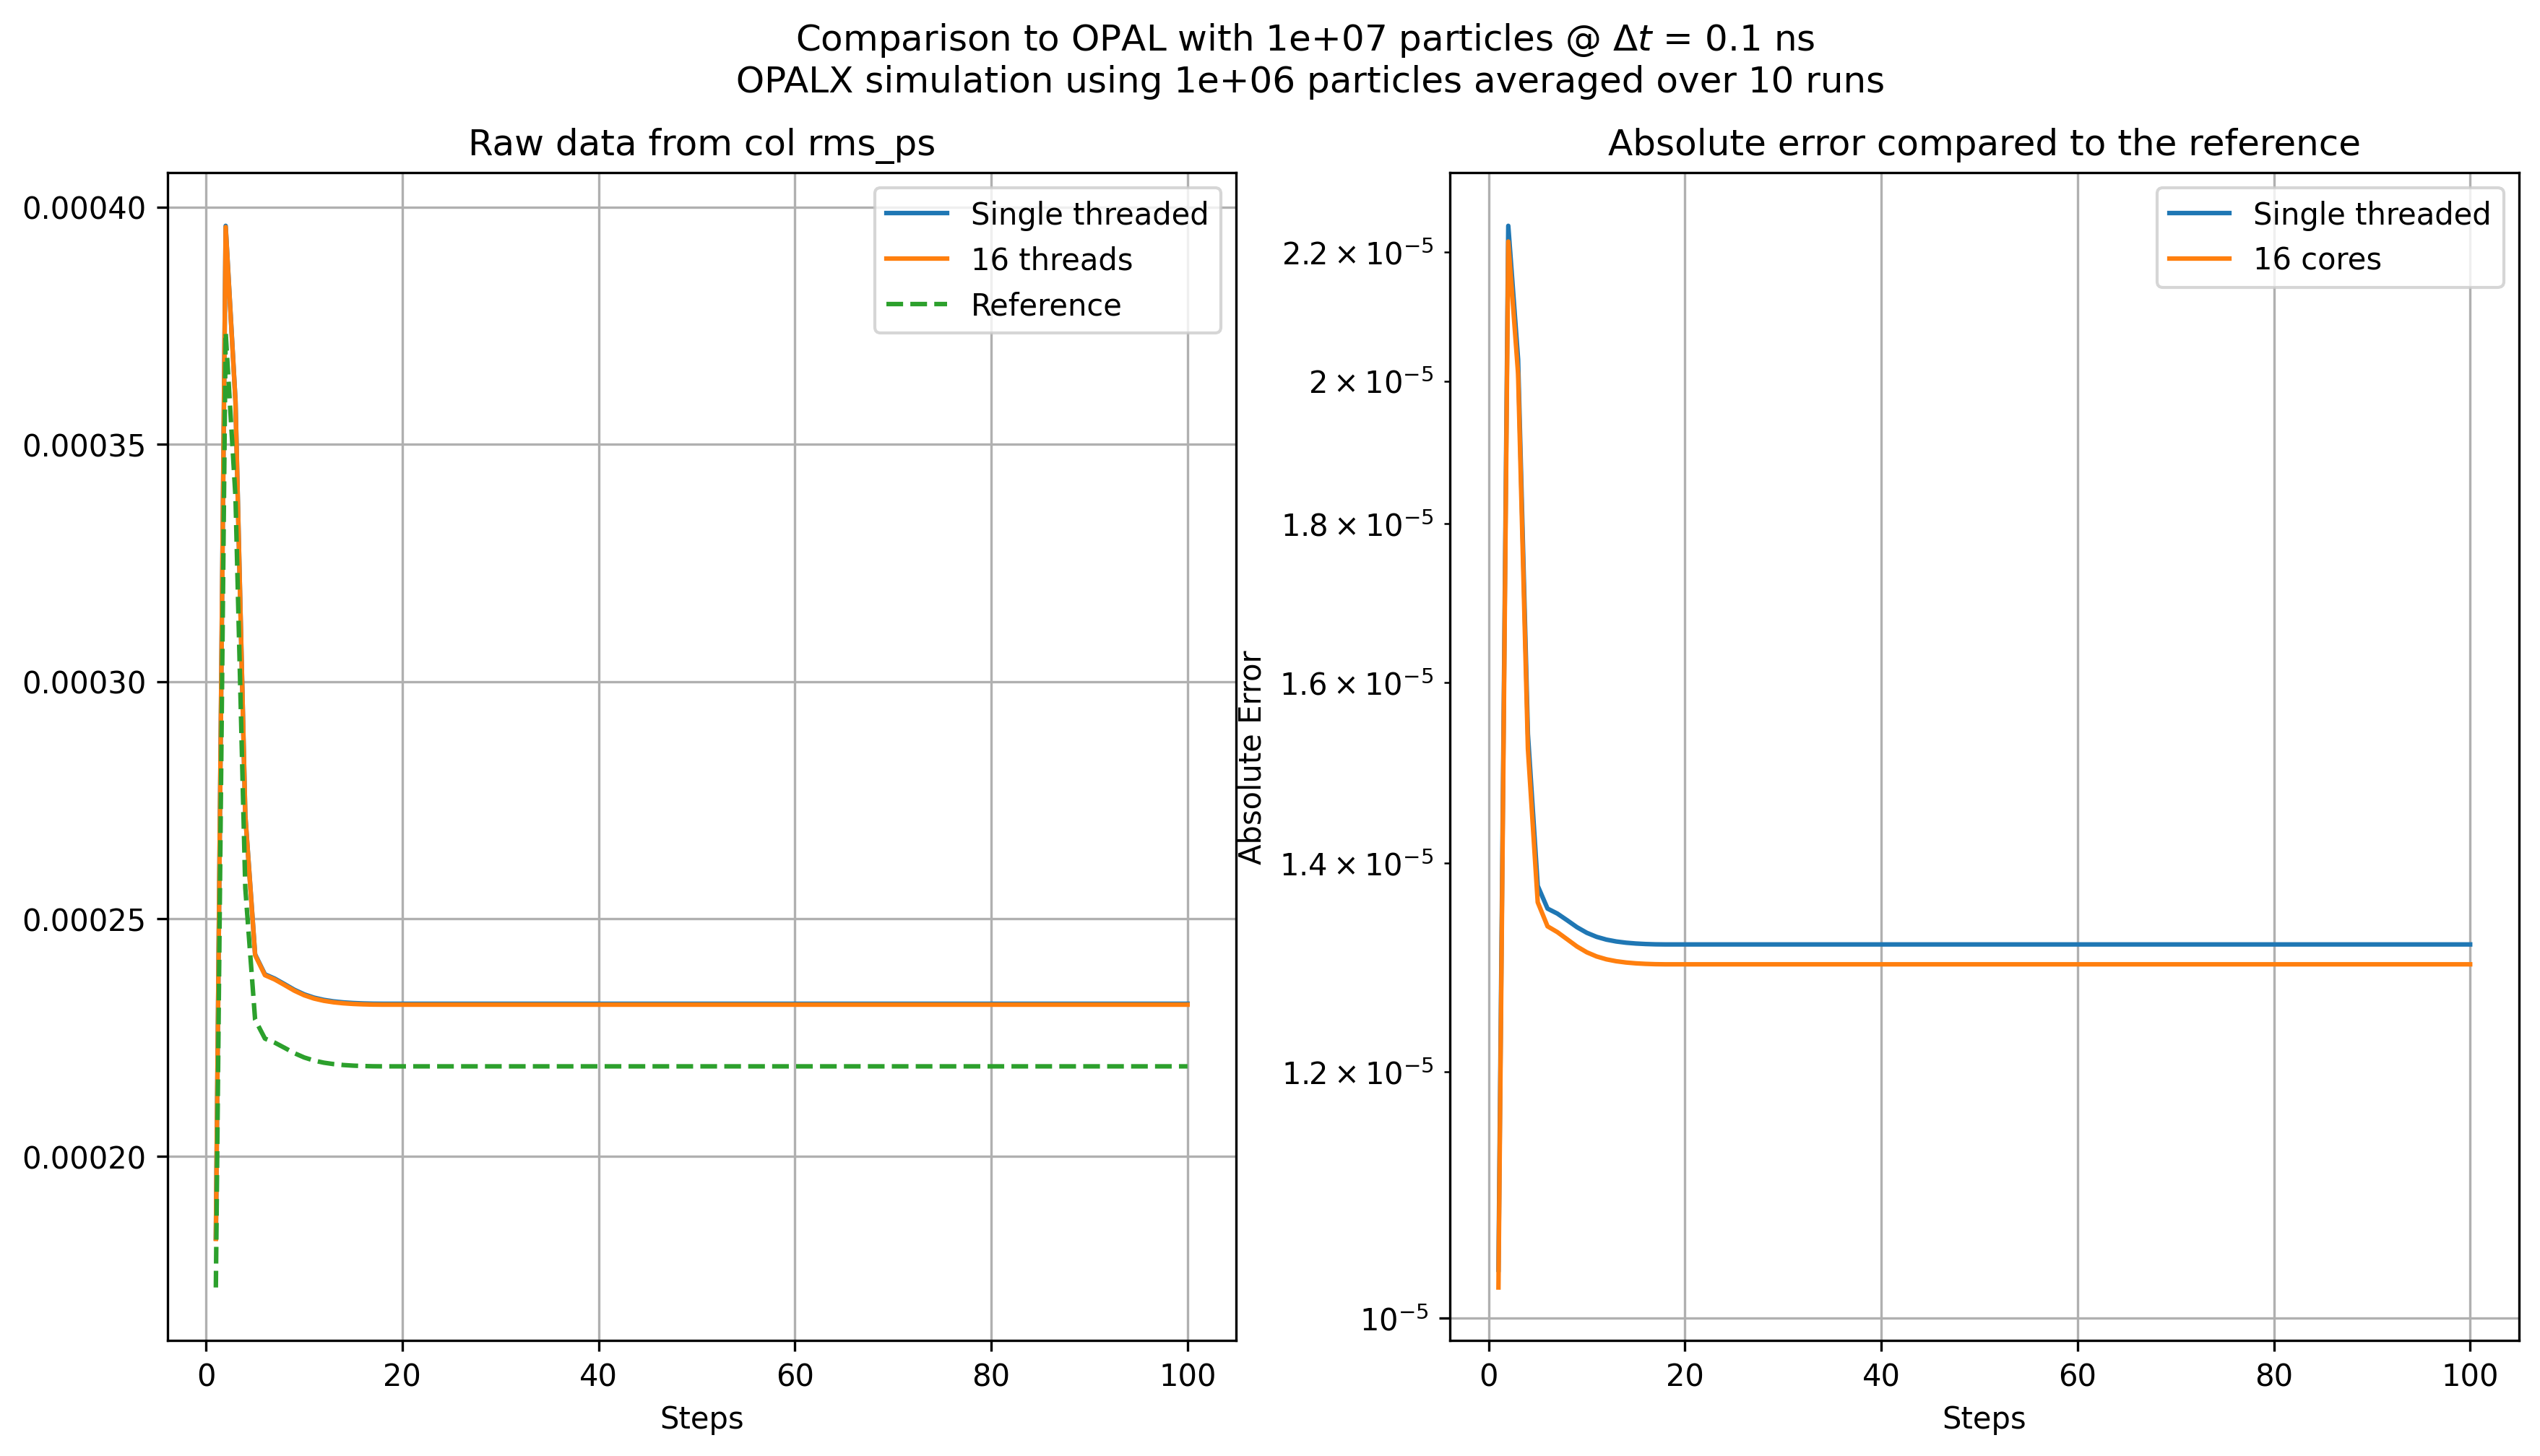 Comparison to OPAL with 1e+07 particles @ Δt = 0.1 ns
OPALX simulation using 1e+06 particles averaged over 10 runs
Raw data from col rms_ps
0.00040
0.00035
0.00030
0.00025
0.00020
0 20 40 60 80 100
Steps
Single threaded
16 threads
Reference
Absolute error compared to the reference
Absolute Error
2.2 × 10⁻⁵
2 × 10⁻⁵
1.8 × 10⁻⁵
1.6 × 10⁻⁵
1.4 × 10⁻⁵
1.2 × 10⁻⁵
10⁻⁵
0 20 40 60 80 100
Steps
Single threaded
16 cores